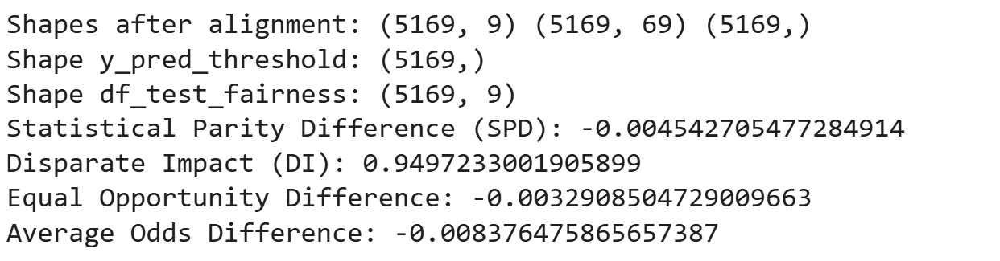 Shapes after alignment: (5169, 9) (5169, 69) (5169,)
Shape y_pred_threshold: (5169,)
Shape df_test_fairness: (5169, 9)
Statistical Parity Difference (SPD): -0.004542705477284914
Disparate Impact (DI): 0.9497233001905899
Equal Opportunity Difference: -0.0032908504729009663
Average Odds Difference: -0.008376475865657387